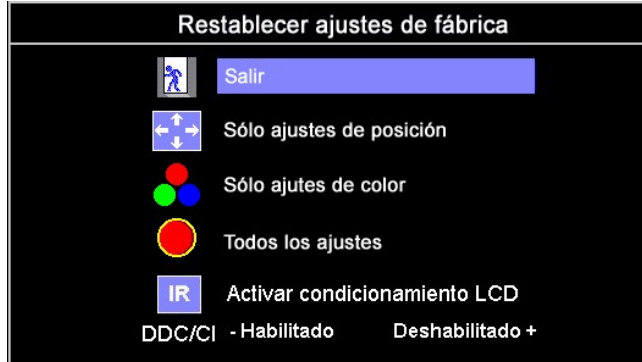 Restablecer ajustes de fábrica
Salir
Sólo ajustes de posición
Sólo ajutes de color
Todos los ajustes
IR Activar condicionamiento LCD
DDC/CI - Habilitado Deshabilitado +